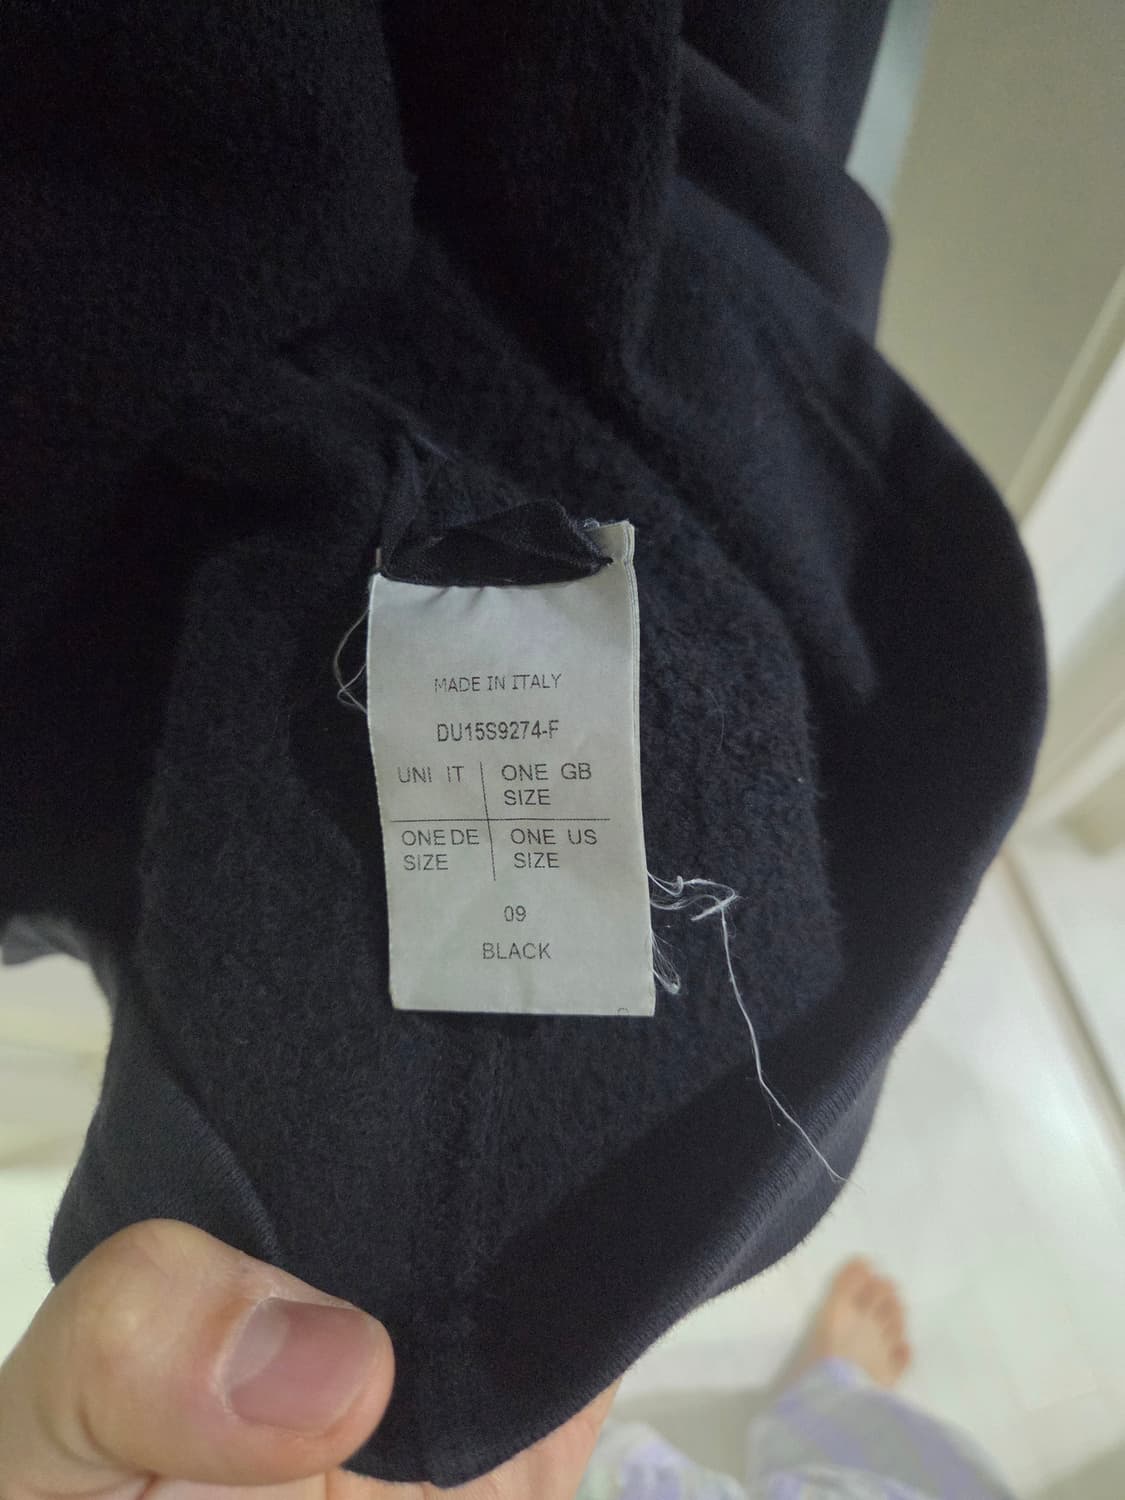 MADE IN ITALY
DU15S9274-F
UNI IT ONE GB
SIZE
ONE DE ONE US
SIZE SIZE
09
BLACK